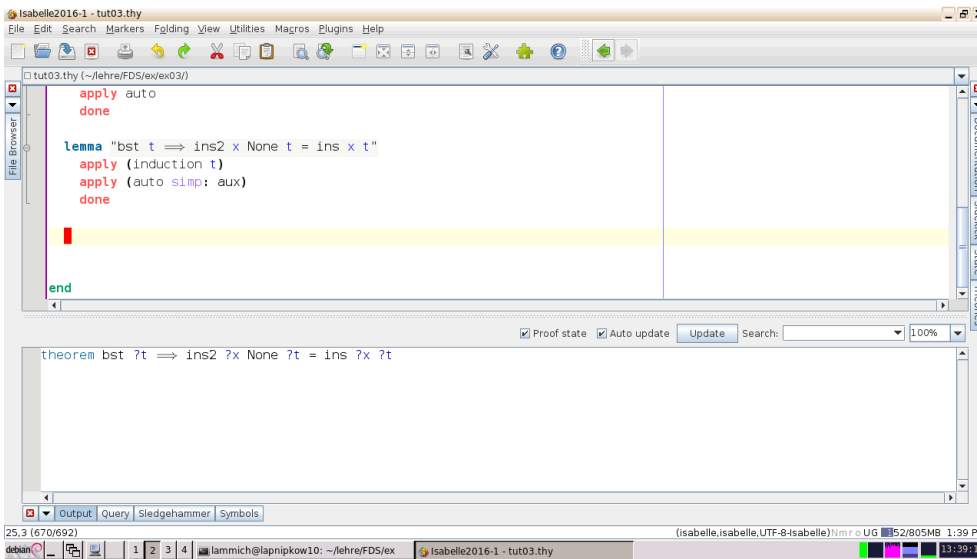 Isabelle2016-1 - tut03.thy
File Edit Search Markers Folding View Utilities Macros Plugins Help
tut03.thy (~/lehre/FDS/ex/ex03/)
File Browser
apply auto
done
lemma "bst t ⟹ ins2 x None t = ins x t"
apply (induction t)
apply (auto simp: aux)
done
end
Proof state Auto update Update Search: 100%
theorem bst ?t ⟹ ins2 ?x None ?t = ins ?x ?t
Output Query Sledgehammer Symbols
25,3 (670/692) (isabelle,isabelle,UTF-8-Isabelle) N m r o UG 152/805MB 1:39 P
debian 1 2 3 4 lammich@lapnipkow10: ~/lehre/FDS/ex Isabelle2016-1 - tut03.thy 13:39: